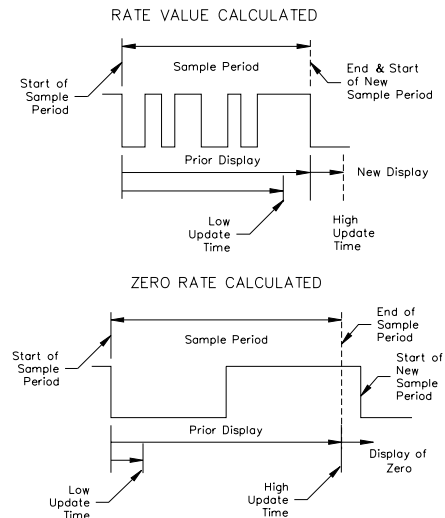 RATE VALUE CALCULATED
Sample Period
Start of
Sample
Period
End & Start
of New
Sample Period
Prior Display
New Display
Low
Update
Time
High
Update
Time
ZERO RATE CALCULATED
Sample Period
Start of
Sample
Period
End of
Sample
Period
Start of
New
Sample
Period
Prior Display
Display of
Zero
Low
Update
Time
High
Update
Time